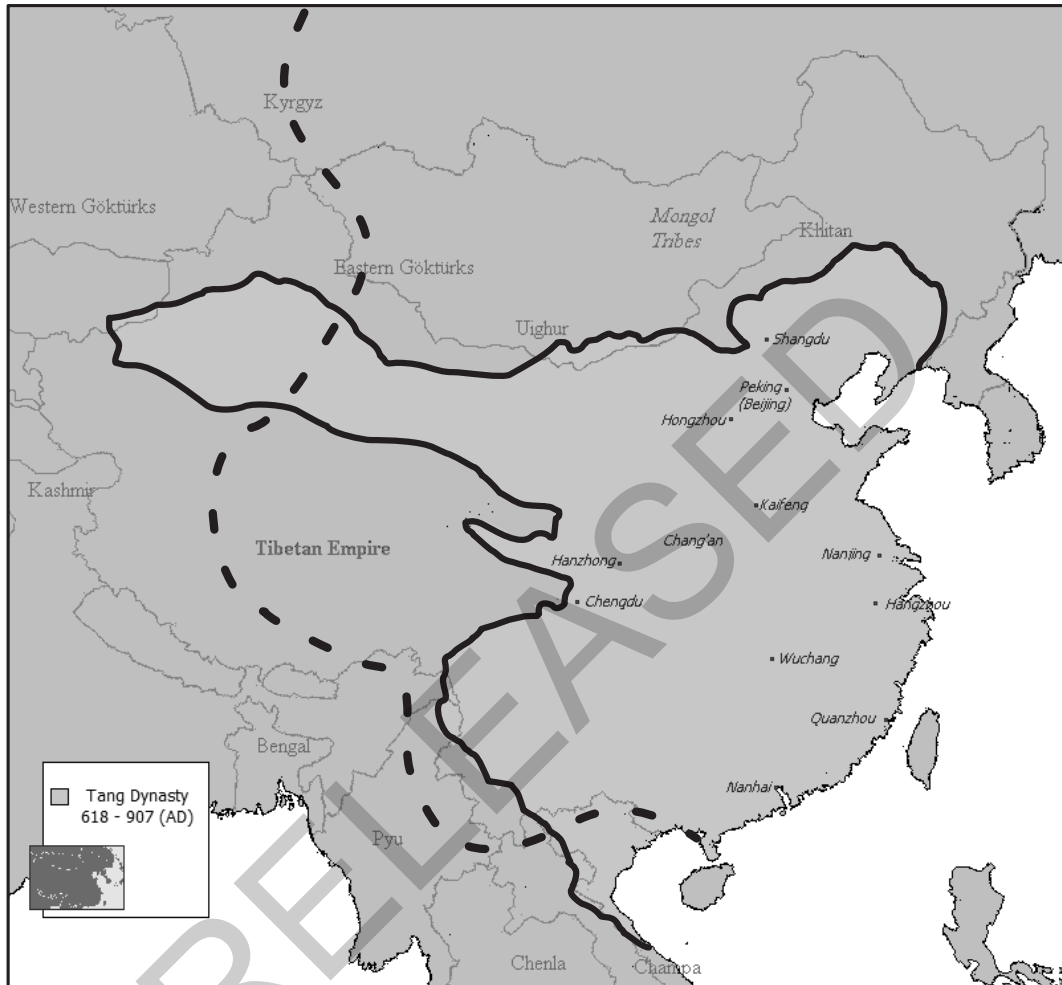 Kyrgyz
Western Göktürks
Mongol
Tribes
Khitan
Eastern Göktürks
Uighur
Shangdu
Peking
(Beijing)
Hongzhou
Kashmir
Kaifeng
Chang'an
Tibetan Empire
Hanzhong
Nanjing
Chengdu
Hangzhou
Wuchang
Quanzhou
Bengal
Nanhai
Tang Dynasty
618 - 907 (AD)
Pyu
Chenla
Champa
RELEASED